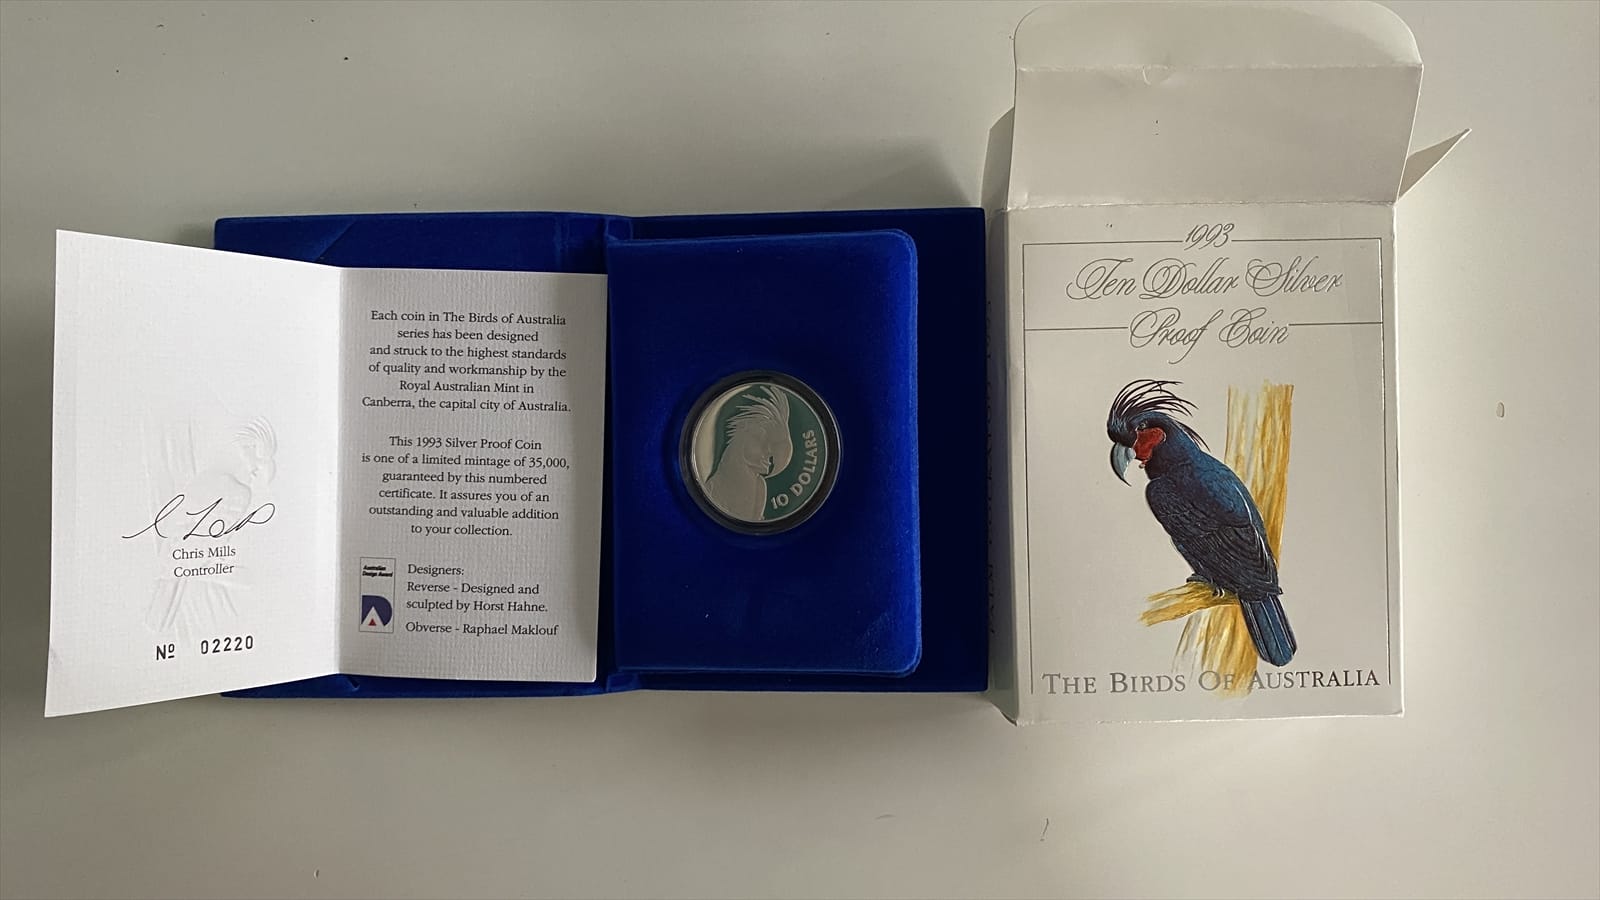 Chris Mills
Controller
Nº 02220
Each coin in The Birds of Australia
series has been designed
and struck to the highest standards
of quality and workmanship by the
Royal Australian Mint in
Canberra, the capital city of Australia.
This 1993 Silver Proof Coin
is one of a limited mintage of 35,000,
guaranteed by this numbered
certificate. It assures you of an
outstanding and valuable addition
to your collection.
Australian
Design Award
Designers:
Reverse - Designed and
sculpted by Horst Hahne.
Obverse - Raphael Maklouf
10 DOLLARS
1993
Ten Dollar Silver
Proof Coin
THE BIRDS OF AUSTRALIA